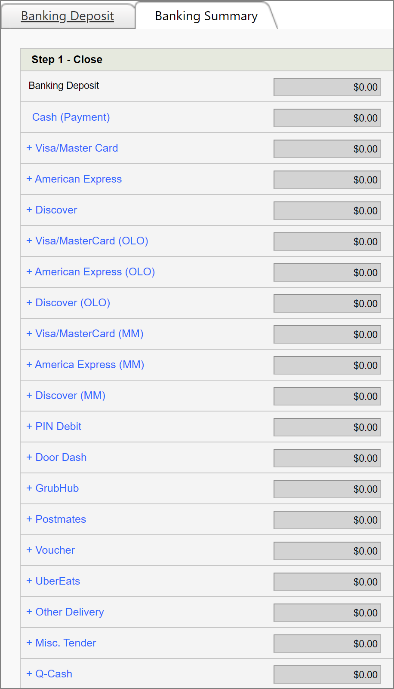 Banking Deposit Banking Summary
Step 1 - Close
Banking Deposit $0.00
Cash (Payment) $0.00
+ Visa/Master Card $0.00
+ American Express $0.00
+ Discover $0.00
+ Visa/MasterCard (OLO) $0.00
+ American Express (OLO) $0.00
+ Discover (OLO) $0.00
+ Visa/MasterCard (MM) $0.00
+ America Express (MM) $0.00
+ Discover (MM) $0.00
+ PIN Debit $0.00
+ Door Dash $0.00
+ GrubHub $0.00
+ Postmates $0.00
+ Voucher $0.00
+ UberEats $0.00
+ Other Delivery $0.00
+ Misc. Tender $0.00
+ Q-Cash $0.00